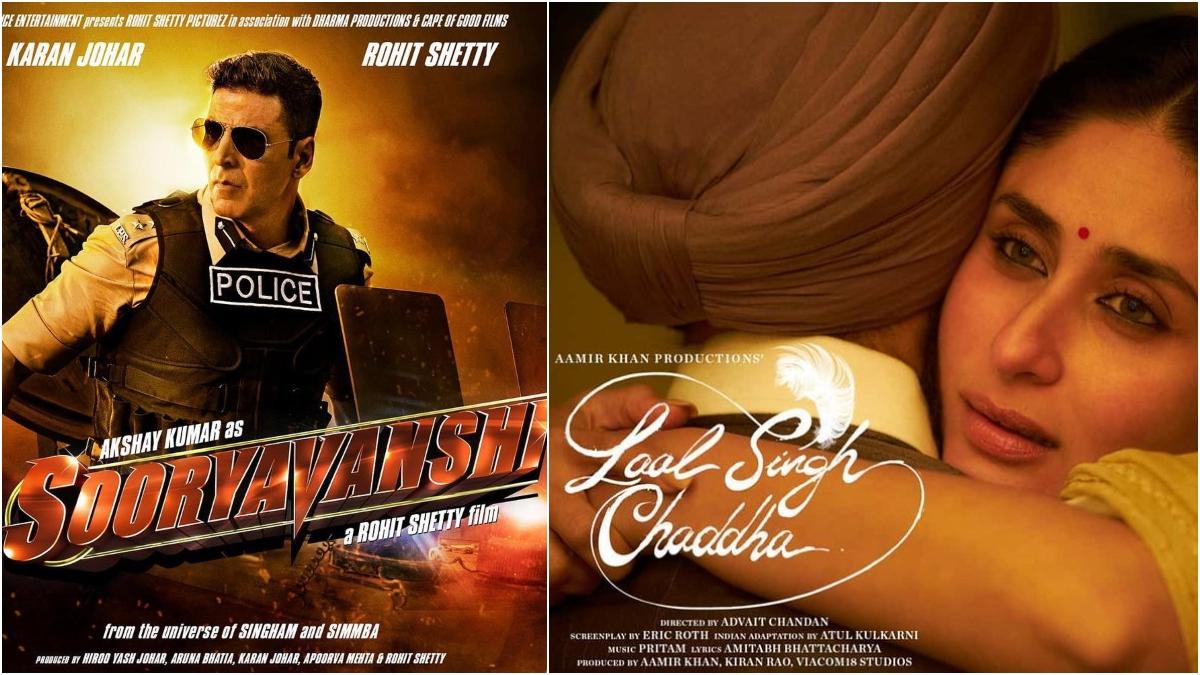 ENTERTAINMENT presents ROHIT SHETTY PICTUREZ in association with DHARMA PRODUCTIONS & CAPE OF GOOD FILMS
KARAN JOHAR
ROHIT SHETTY
POLICE
AKSHAY KUMAR as
SOORYAVANSHI
a ROHIT SHETTY film
from the universe of SINGHAM and SIMMBA
PRODUCED BY HIROO YASH JOHAR, ARUNA BHATIA, KARAN JOHAR, APOORVA MEHTA & ROHIT SHETTY
AAMIR KHAN PRODUCTIONS'
Laal Singh
Chaddha
DIRECTED BY ADVAIT CHANDAN
SCREENPLAY BY ERIC ROTH INDIAN ADAPTATION BY ATUL KULKARNI
MUSIC PRITAM LYRICS AMITABH BHATTACHARYA
PRODUCED BY AAMIR KHAN, KIRAN RAO, VIACOM18 STUDIOS